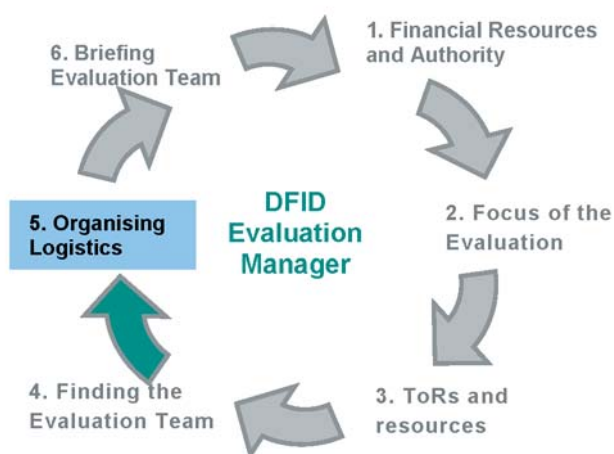 1. Financial Resources
and Authority
2. Focus of the
Evaluation
3. ToRs and
resources
4. Finding the
Evaluation Team
5. Organising
Logistics
6. Briefing
Evaluation Team
DFID
Evaluation
Manager